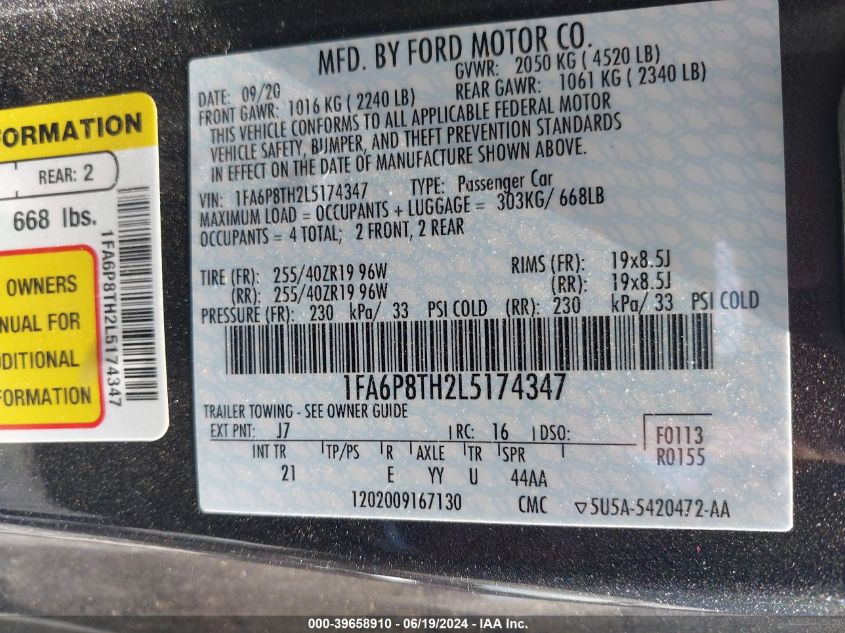 FORMATION
REAR: 2
668 lbs.
OWNERS
NUAL FOR
DDITIONAL
FORMATION
1FA6P8TH2L5174347
MFD. BY FORD MOTOR CO.
DATE: 09/20 GVWR: 2050 KG ( 4520 LB)
FRONT GAWR: 1016 KG ( 2240 LB) REAR GAWR: 1061 KG ( 2340 LB)
THIS VEHICLE CONFORMS TO ALL APPLICABLE FEDERAL MOTOR
VEHICLE SAFETY, BUMPER, AND THEFT PREVENTION STANDARDS
IN EFFECT ON THE DATE OF MANUFACTURE SHOWN ABOVE.
VIN: 1FA6P8TH2L5174347 TYPE: Passenger Car
MAXIMUM LOAD = OCCUPANTS + LUGGAGE = 303KG/ 668LB
OCCUPANTS = 4 TOTAL; 2 FRONT, 2 REAR
TIRE (FR): 255/40ZR19 96W RIMS (FR): 19x8.5J
(RR): 255/40ZR19 96W (RR): 19x8.5J
PRESSURE (FR): 230 kPa/ 33 PSI COLD (RR): 230 kPa/ 33 PSI COLD
1FA6P8TH2L5174347
TRAILER TOWING - SEE OWNER GUIDE
EXT PNT: J7 RC: 16 DSO: F0113
R0155
INT TR TP/PS R AXLE TR SPR
21 E YY U 44AA
1202009167130 CMC ▽5U5A-5420472-AA
000-39658910 - 06/19/2024 - IAA Inc.